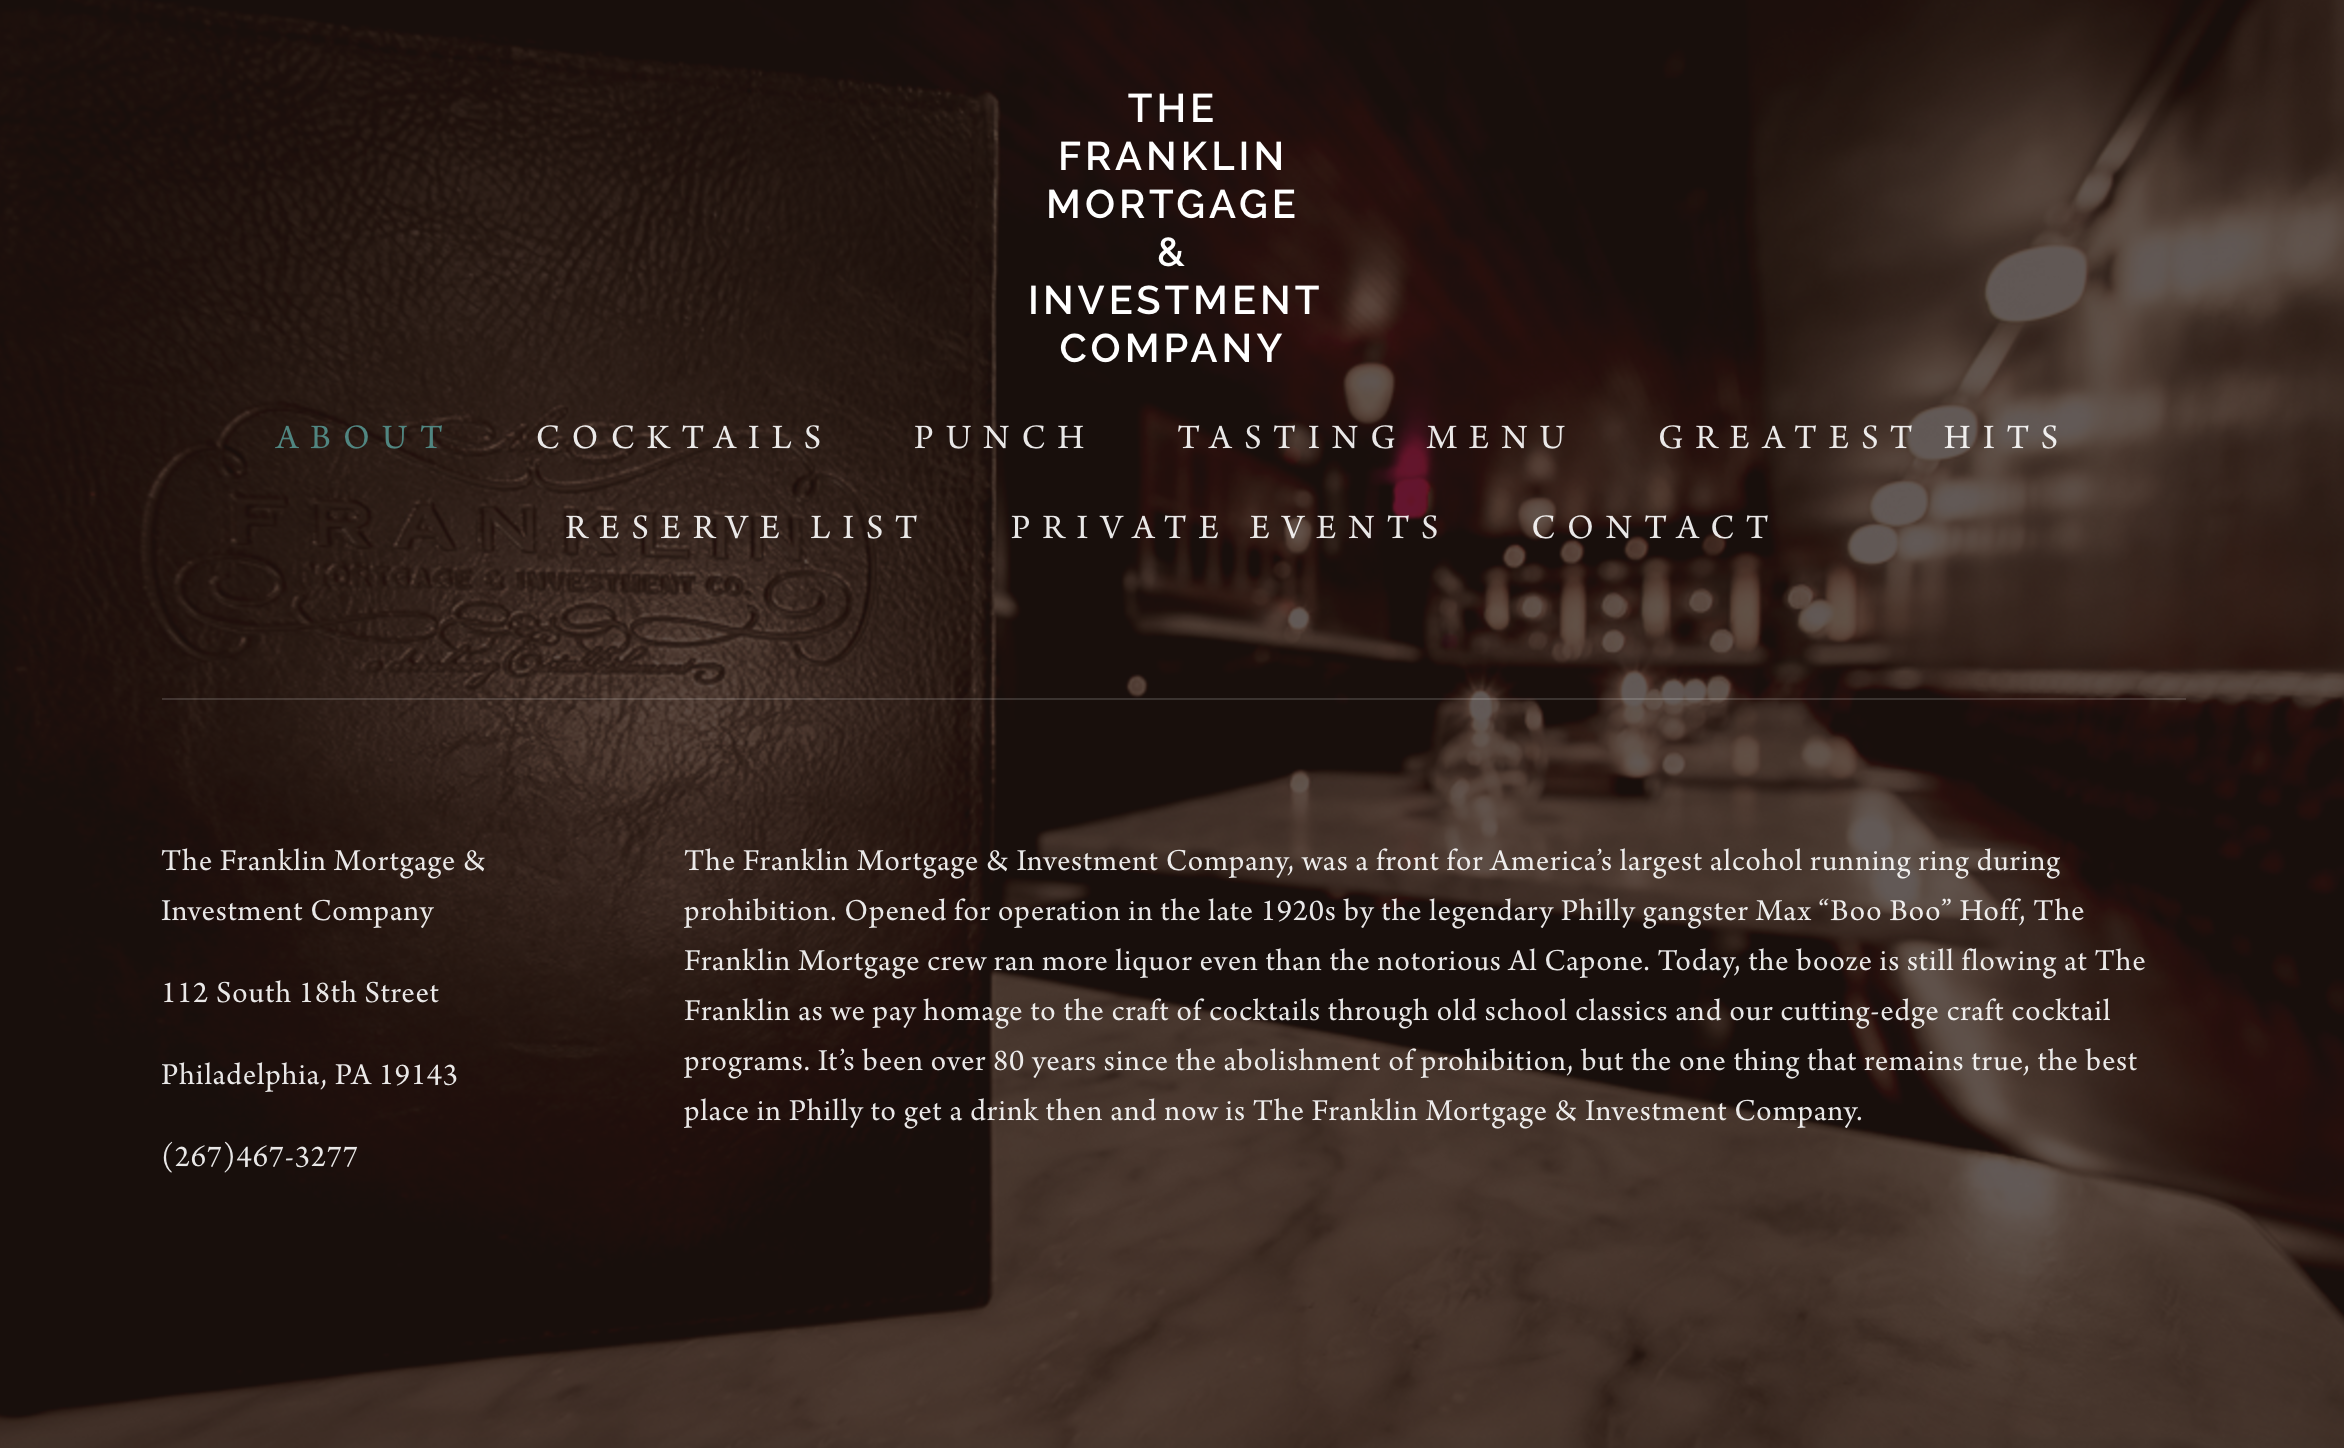 THE
FRANKLIN
MORTGAGE
&
INVESTMENT
COMPANY
ABOUT COCKTAILS PUNCH TASTING MENU GREATEST HITS
RESERVE LIST PRIVATE EVENTS CONTACT
FRANKLIN
MORTGAGE & INVESTMENT CO.
The Franklin Mortgage &
Investment Company
112 South 18th Street
Philadelphia, PA 19143
(267)467-3277
The Franklin Mortgage & Investment Company, was a front for America’s largest alcohol running ring during
prohibition. Opened for operation in the late 1920s by the legendary Philly gangster Max “Boo Boo” Hoff, The
Franklin Mortgage crew ran more liquor even than the notorious Al Capone. Today, the booze is still flowing at The
Franklin as we pay homage to the craft of cocktails through old school classics and our cutting-edge craft cocktail
programs. It’s been over 80 years since the abolishment of prohibition, but the one thing that remains true, the best
place in Philly to get a drink then and now is The Franklin Mortgage & Investment Company.